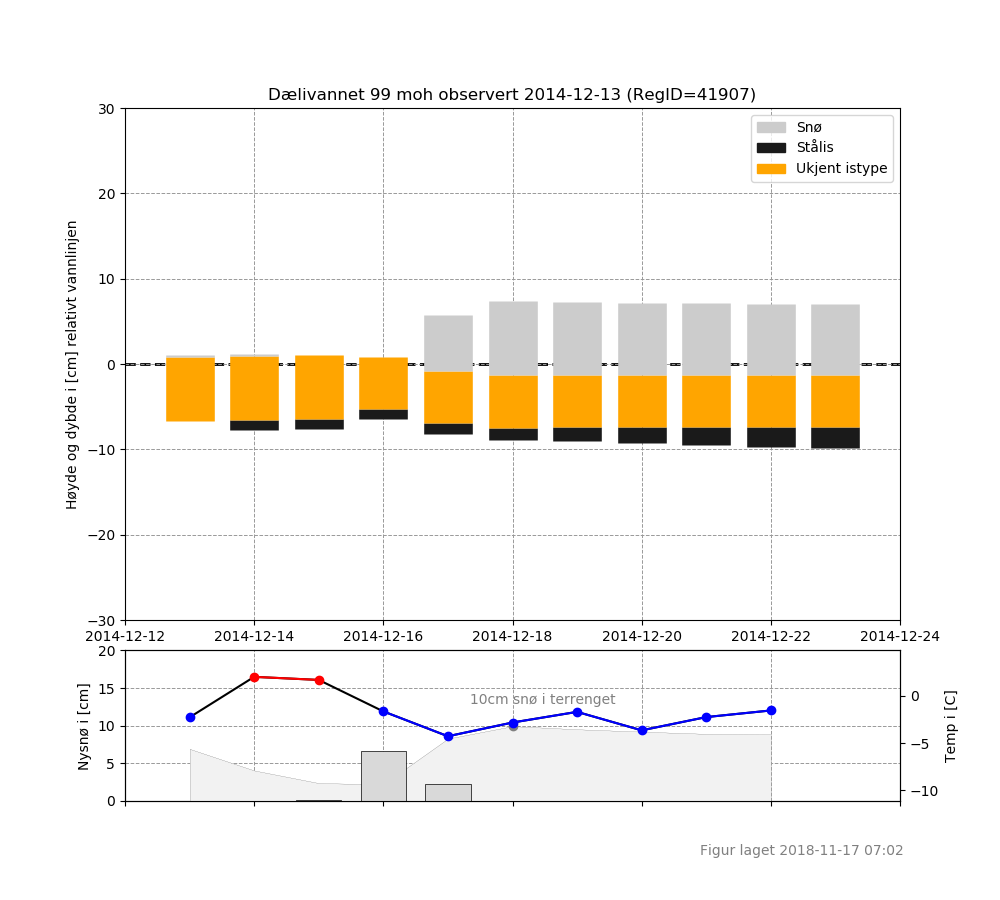 Dælivannet 99 moh observert 2014-12-13 (RegID=41907)
Høyde og dybde i [cm] relativt vannlinjen
30
20
10
0
−10
−20
−30
Snø
Stålis
Ukjent istype
2014-12-12 2014-12-14 2014-12-16 2014-12-18 2014-12-20 2014-12-22 2014-12-24
Nysnø i [cm]
20
15
10
5
0
10cm snø i terrenget
0
−5
−10
Temp i [C]
Figur laget 2018-11-17 07:02